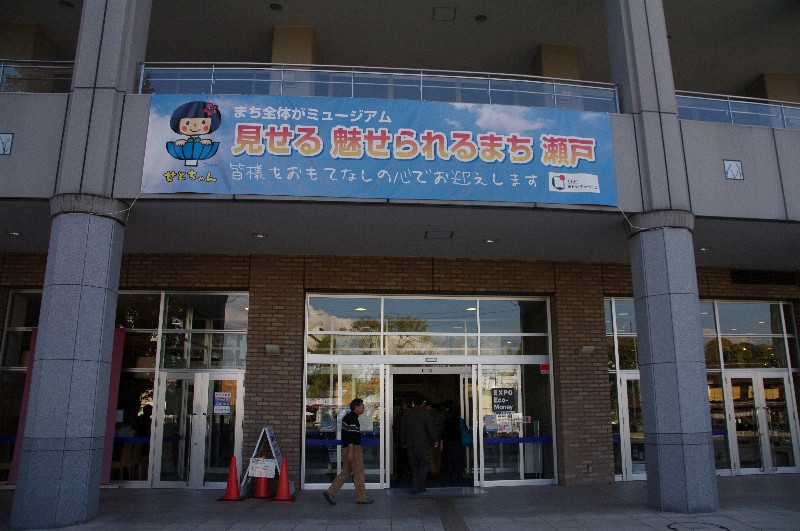 まち全体がミュージアム
見せる 魅せられるまち 瀬戸
皆様をおもてなしの心でお迎えします
せとちゃん
EXPO
Eco-
Money